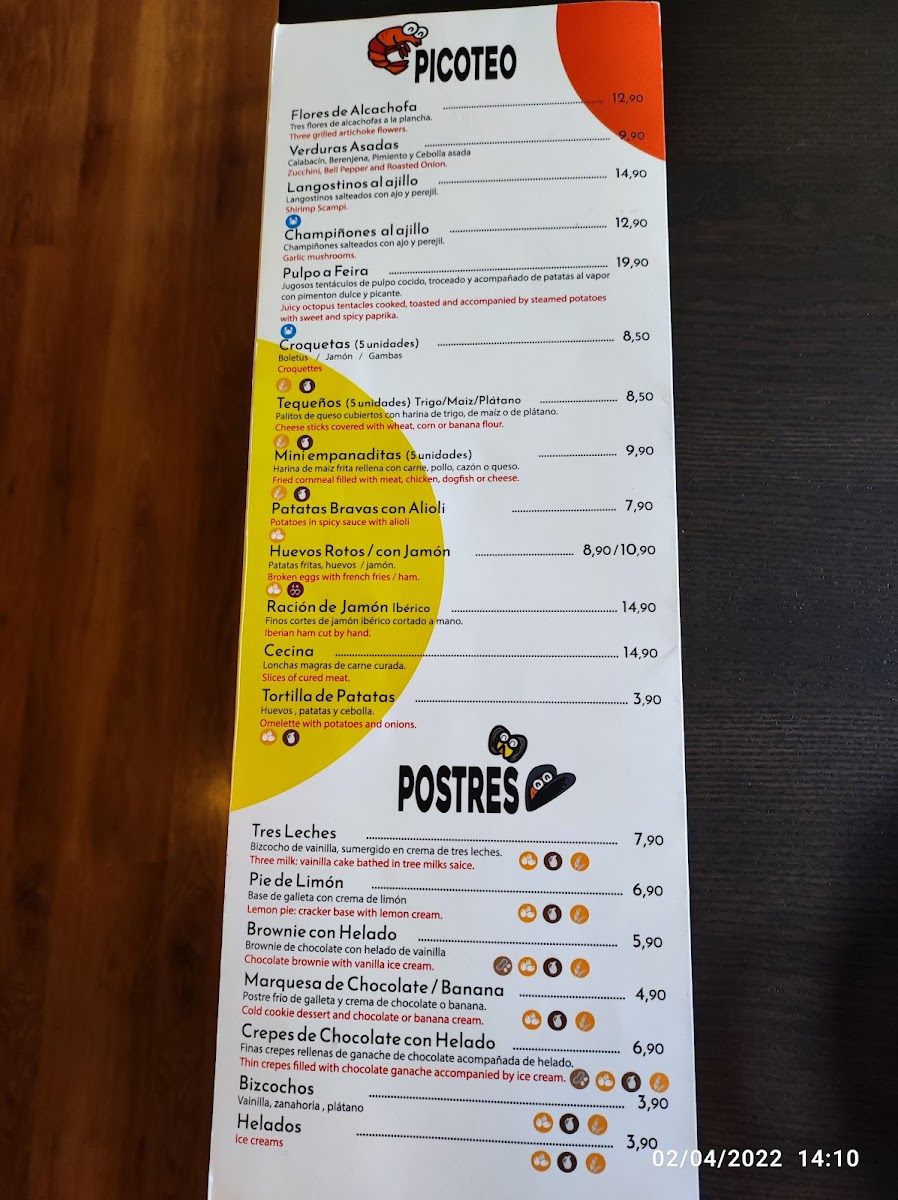 PICOTEO
Flores de Alcachofa 12,90
Tres flores de alcachofas a la plancha.
Three grilled artichoke flowers.
Verduras Asadas 9,90
Calabacin, Berenjena, Pimiento y Cebolla asada
Zucchini, Bell Pepper and Roasted Onion.
Langostinos al ajillo 14,90
Langostinos salteados con ajo y perejil.
Shirimp Scampi.
Champiñones al ajillo 12,90
Champiñones salteados con ajo y perejil.
Garlic mushrooms.
Pulpo a Feira 19,90
Jugosos tentáculos de pulpo cocido, troceado y acompañado de patatas al vapor
con pimenton dulce y picante.
Juicy octopus tentacles cooked, toasted and accompanied by steamed potatoes
with sweet and spicy paprika.
Croquetas (5 unidades) 8,50
Boletus / Jamón / Gambas
Croquettes
Tequeños (5 unidades) Trigo/Maiz/Plátano 8,50
Palitos de queso cubiertos con harina de trigo, de maíz o de plátano.
Cheese sticks covered with wheat, corn or banana flour.
Mini empanaditas (5 unidades) 9,90
Harina de maiz frita rellena con carne, pollo, cazón o queso.
Fried cornmeal filled with meat, chicken, dogfish or cheese.
Patatas Bravas con Alioli 7,90
Potatoes in spicy sauce with alioli
Huevos Rotos / con Jamón 8,90/10,90
Patatas fritas, huevos / jamón.
Broken eggs with french fries / ham.
Ración de Jamón Ibérico 14,90
Finos cortes de jamón ibérico cortado a mano.
Iberian ham cut by hand.
Cecina 14,90
Lonchas magras de carne curada.
Slices of cured meat.
Tortilla de Patatas 3,90
Huevos , patatas y cebolla.
Omelette with potatoes and onions.
POSTRES
Tres Leches 7,90
Bizcocho de vainilla, sumergido en crema de tres leches.
Three milk: vainilla cake bathed in tree milks saice.
Pie de Limón 6,90
Base de galleta con crema de limón
Lemon pie: cracker base with lemon cream.
Brownie con Helado 5,90
Brownie de chocolate con helado de vainilla
Chocolate brownie with vanilla ice cream.
Marquesa de Chocolate / Banana 4,90
Postre frío de galleta y crema de chocolate o banana.
Cold cookie dessert and chocolate or banana cream.
Crepes de Chocolate con Helado 6,90
Finas crepes rellenas de ganache de chocolate acompañada de helado.
Thin crepes filled with chocolate ganache accompanied by ice cream.
Bizcochos 3,90
Vainilla, zanahoria , plátano
Helados 3,90
Ice creams
02/04/2022 14:10